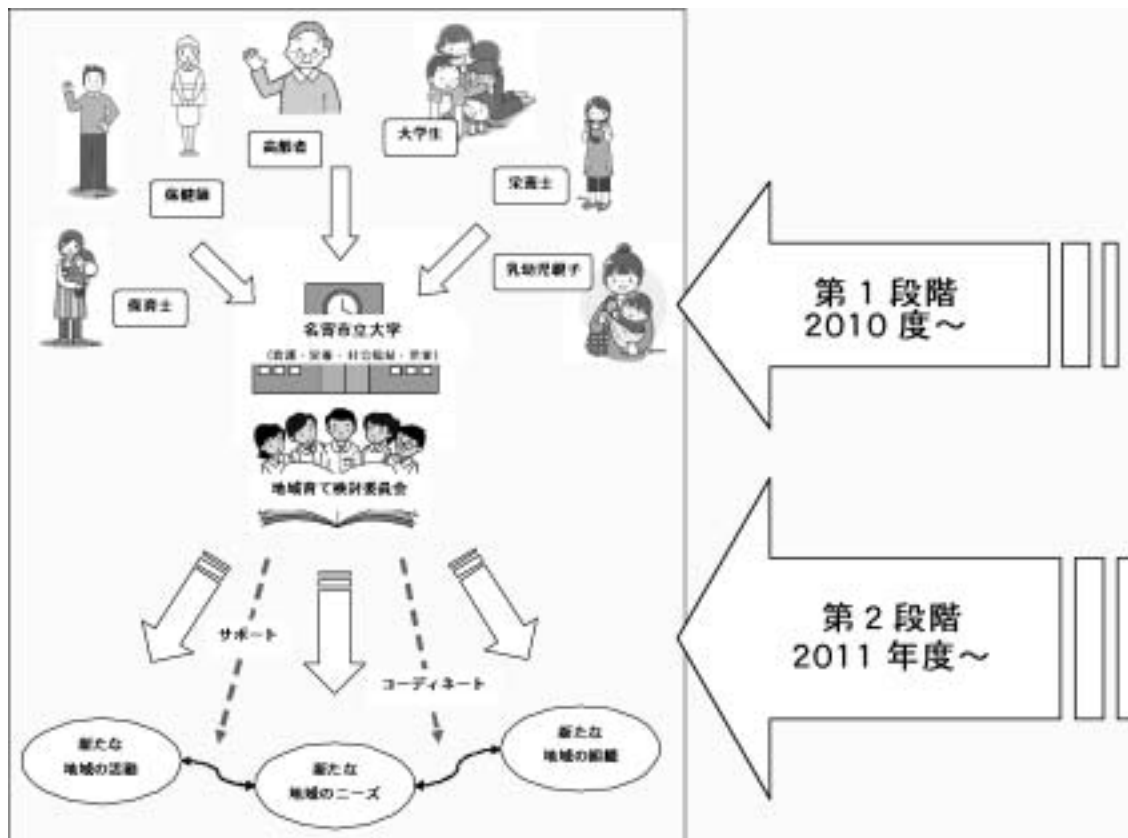 高齢者
大学生
保健師
栄養士
保育士
乳幼児親子
名寄市立大学
(看護・栄養・社会福祉・児童)
地域育て検討委員会
第1段階
2010 度～
サポート
コーディネート
第2段階
2011 年度～
新たな
地域の活動
新たな
地域のニーズ
新たな
地域の組織